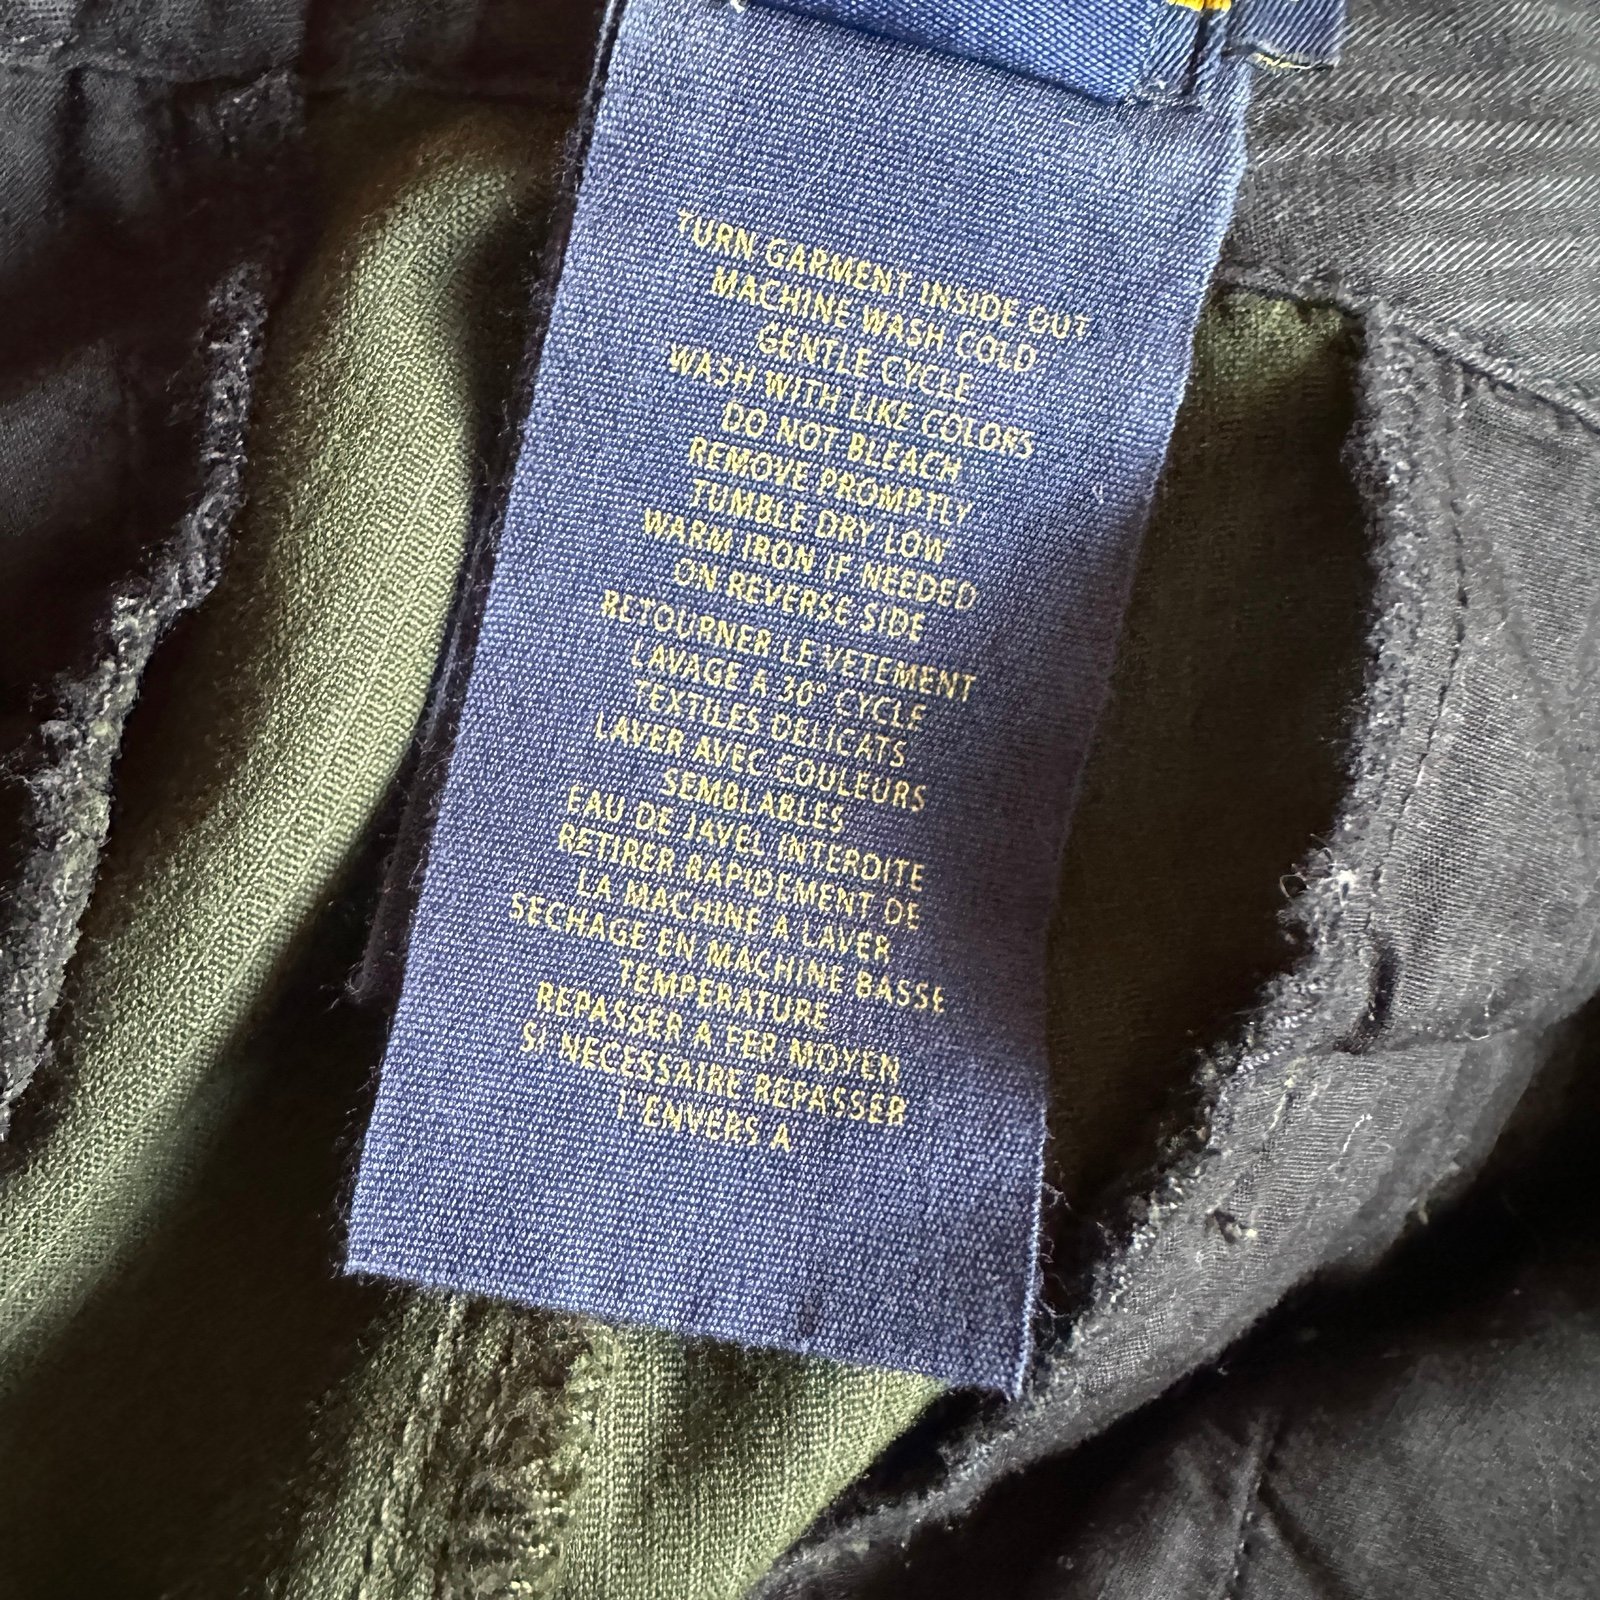 TURN GARMENT INSIDE OUT
MACHINE WASH COLD
GENTLE CYCLE
WASH WITH LIKE COLORS
DO NOT BLEACH
REMOVE PROMPTLY
TUMBLE DRY LOW
WARM IRON IF NEEDED
ON REVERSE SIDE
RETOURNER LE VETEMENT
LAVAGE A 30° CYCLE
TEXTILES DELICATS
LAVER AVEC COULEURS
SEMBLABLES
EAU DE JAVEL INTERDITE
RETIRER RAPIDEMENT DE
LA MACHINE A LAVER
SECHAGE EN MACHINE BASSE
TEMPERATURE
REPASSER A FER MOYEN
SI NECESSAIRE REPASSER
L'ENVERS A